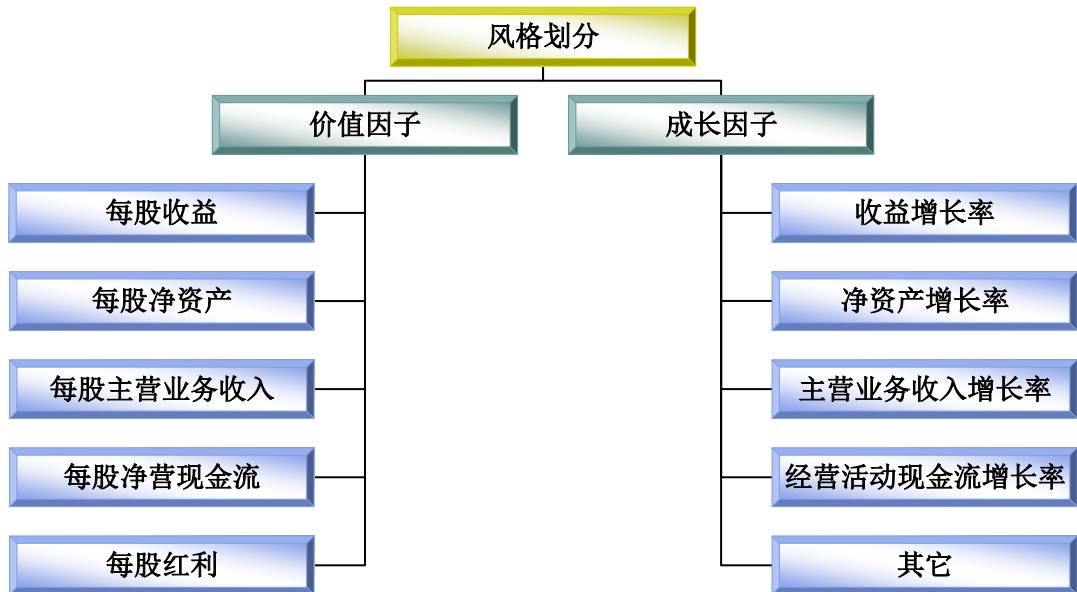 风格划分
价值因子
成长因子
每股收益
收益增长率
每股净资产
净资产增长率
每股主营业务收入
主营业务收入增长率
每股净营现金流
经营活动现金流增长率
每股红利
其它